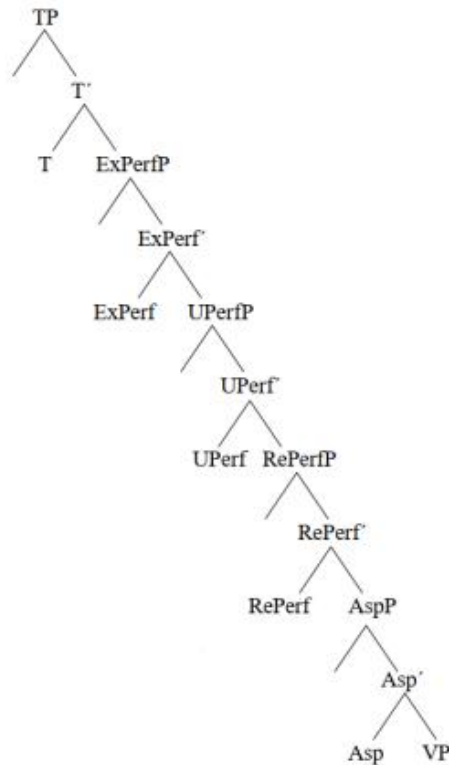 TP
T´
T ExPerfP
ExPerf´
ExPerf UPerfP
UPerf´
UPerf RePerfP
RePerf´
RePerf AspP
Asp´
Asp VP